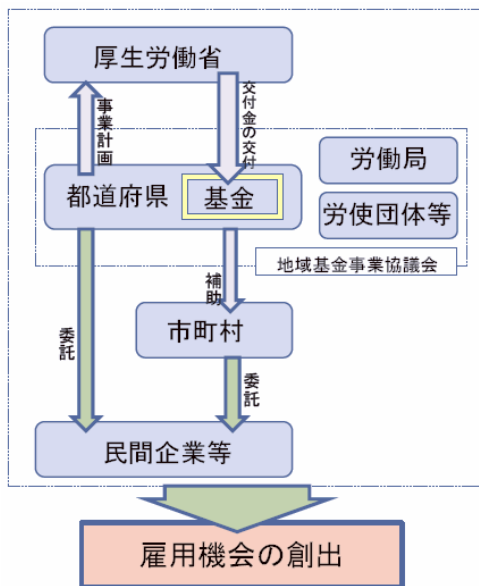 厚生労働省
事業計画
交付金の交付
都道府県
基金
労働局
労使団体等
地域基金事業協議会
補助
市町村
委託
委託
民間企業等
雇用機会の創出